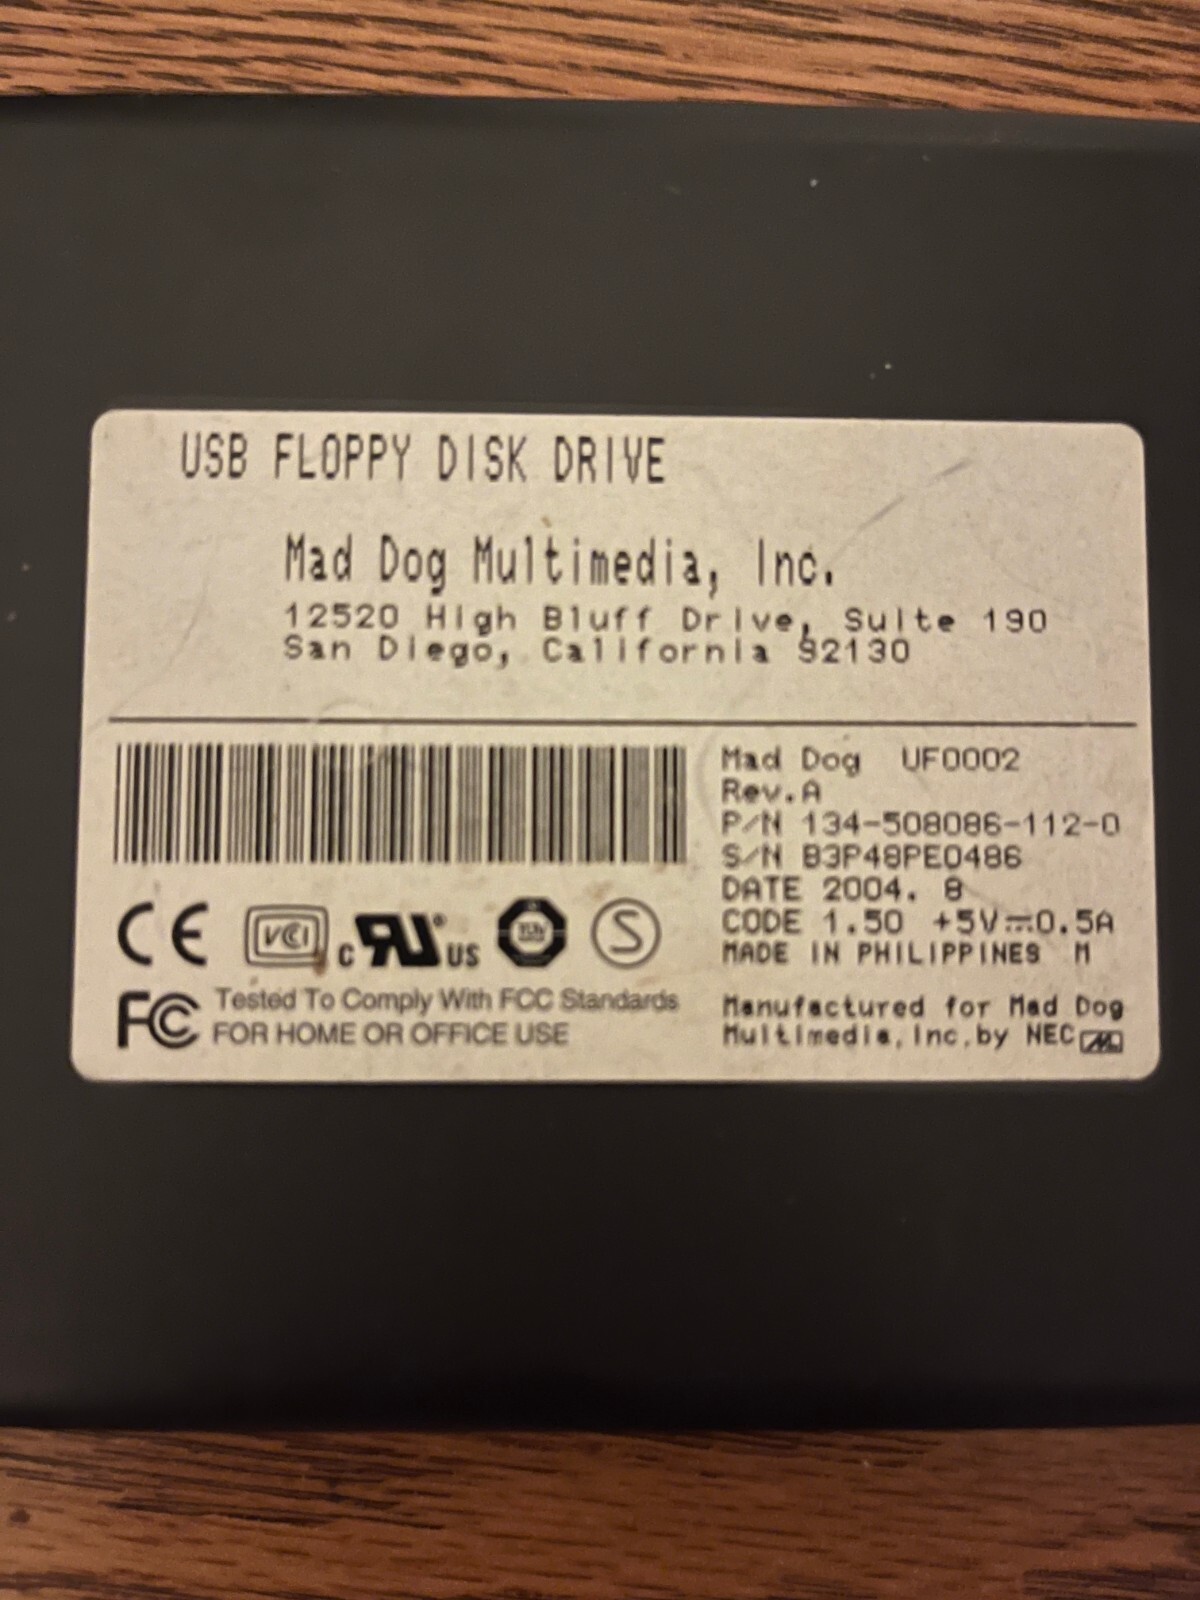 USB FLOPPY DISK DRIVE
Mad Dog Multimedia, Inc.
12520 High Bluff Drive, Suite 190
San Diego, California 92130
Mad Dog UF0002
Rev.A
P/N 134-508086-112-0
S/N B3P48PE0486
DATE 2004. 8
CODE 1.50 +5V⎓0.5A
MADE IN PHILIPPINES M
CE VCCI c RU ® US S
FC Tested To Comply With FCC Standards
FOR HOME OR OFFICE USE
Manufactured for Mad Dog
Multimedia,Inc.by NEC